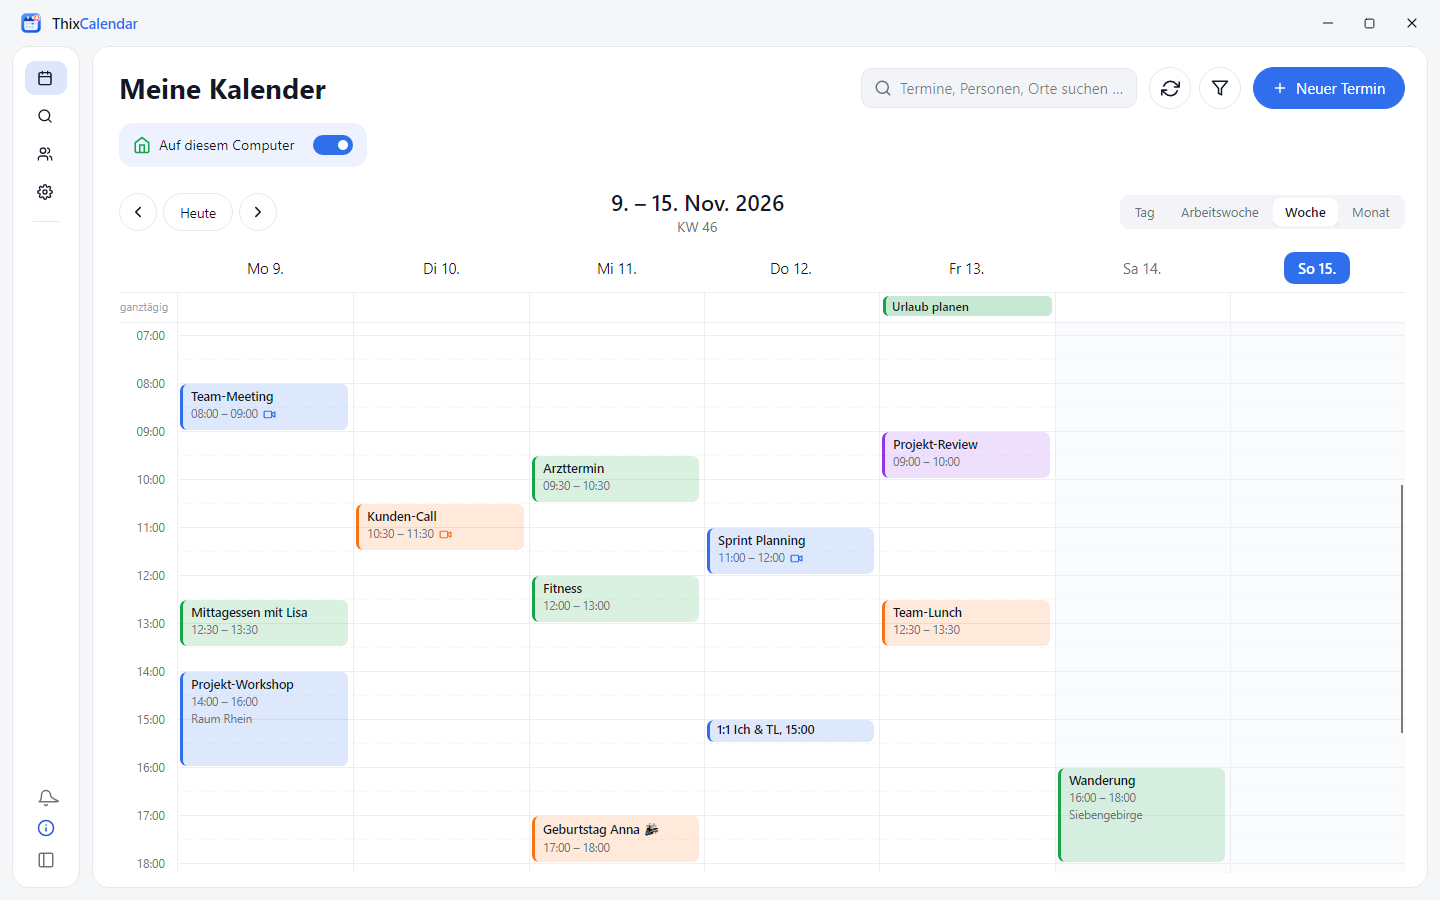 ThixCalendar
Meine Kalender
Termine, Personen, Orte suchen ...
Neuer Termin
Auf diesem Computer
Heute
9. – 15. Nov. 2026
KW 46
Tag
Arbeitswoche
Woche
Monat
Mo 9.
Di 10.
Mi 11.
Do 12.
Fr 13.
Sa 14.
So 15.
ganztägig
Urlaub planen
07:00
08:00
Team-Meeting
08:00 – 09:00
09:00
Projekt-Review
09:00 – 10:00
Arzttermin
09:30 – 10:30
10:00
Kunden-Call
10:30 – 11:30
11:00
Sprint Planning
11:00 – 12:00
12:00
Fitness
12:00 – 13:00
Mittagessen mit Lisa
12:30 – 13:30
Team-Lunch
12:30 – 13:30
13:00
14:00
Projekt-Workshop
14:00 – 16:00
Raum Rhein
15:00
1:1 Ich & TL, 15:00
16:00
Wanderung
16:00 – 18:00
Siebengebirge
17:00
Geburtstag Anna 🎉
17:00 – 18:00
18:00